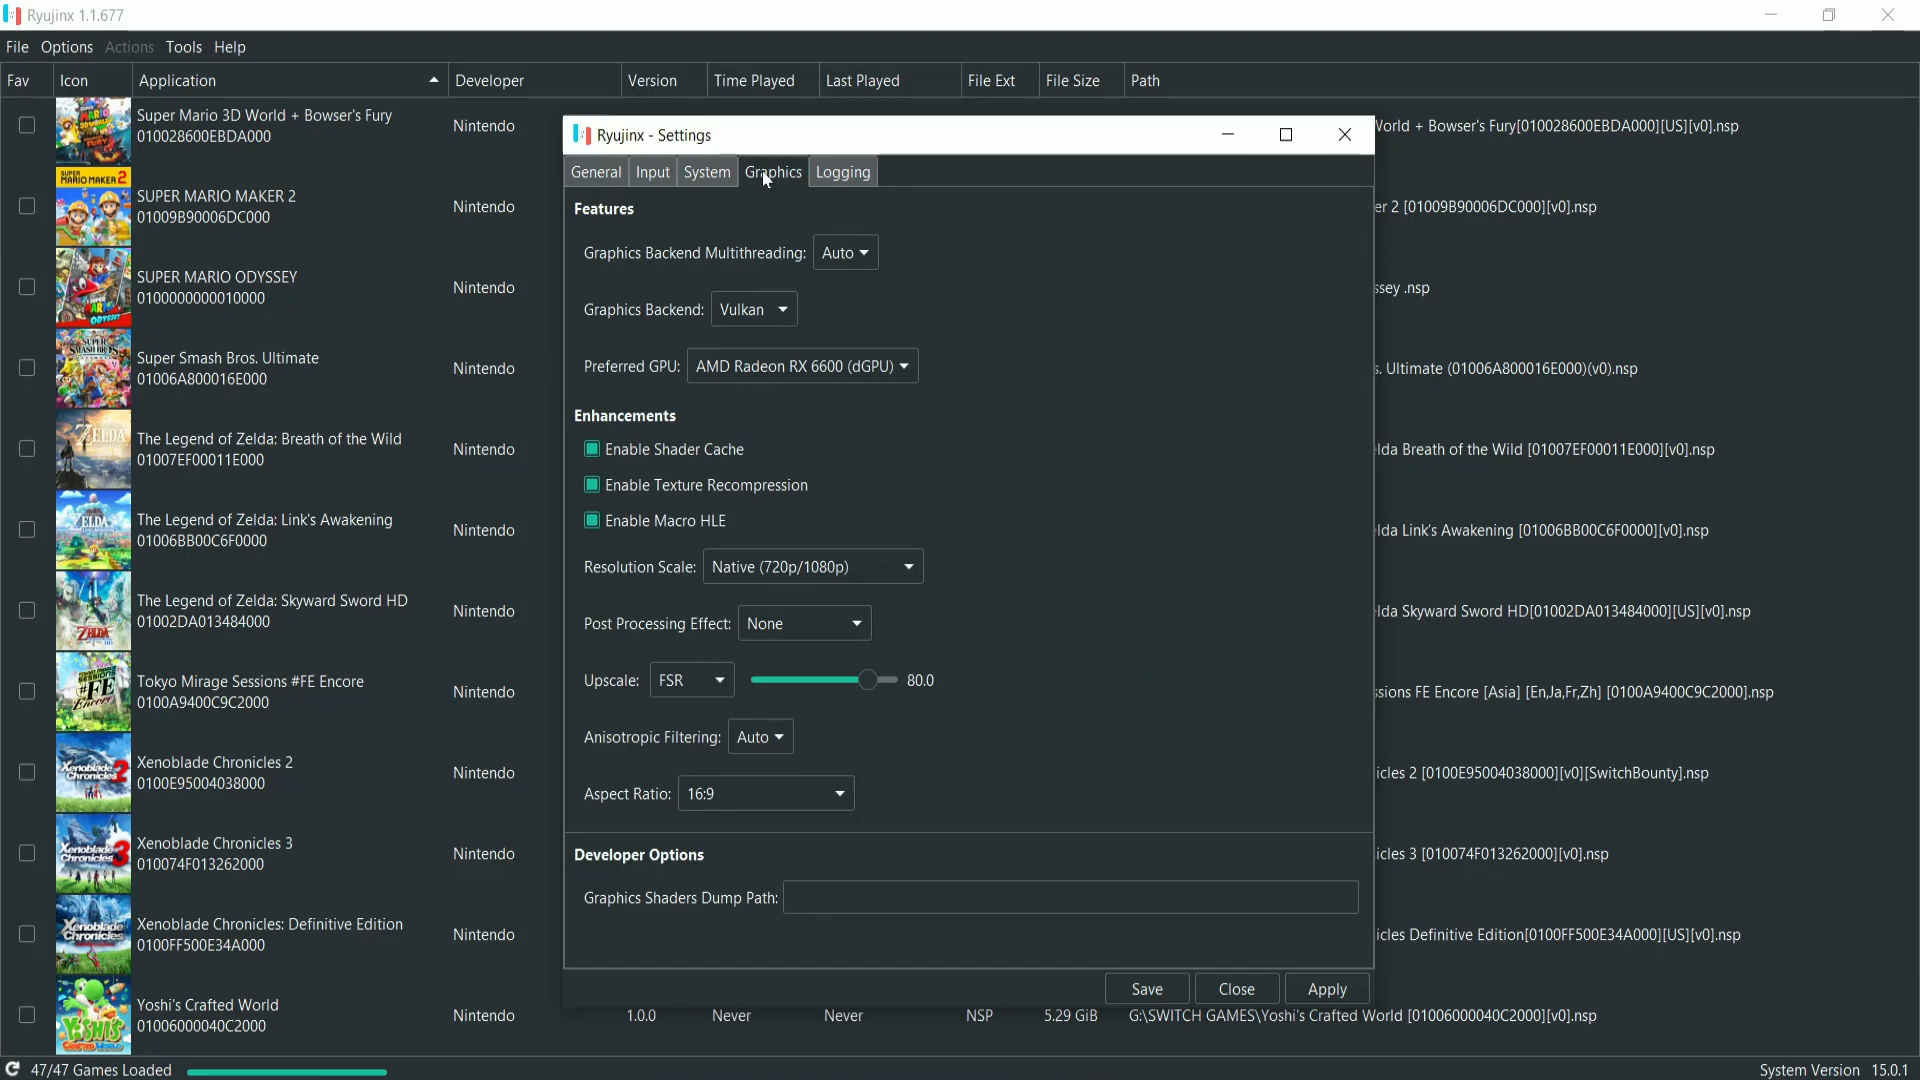 Ryujinx 1.1.677
File Options Actions Tools Help
Fav Icon Application Developer Version Time Played Last Played File Ext File Size Path
Super Mario 3D World + Bowser's Fury
010028600EBDA000
Nintendo
World + Bowser's Fury[010028600EBDA000][US][v0].nsp
SUPER MARIO MAKER 2
01009B90006DC000
Nintendo
er 2 [01009B90006DC000][v0].nsp
SUPER MARIO ODYSSEY
0100000000010000
Nintendo
ssey .nsp
Super Smash Bros. Ultimate
01006A800016E000
Nintendo
s. Ultimate (01006A800016E000)(v0).nsp
The Legend of Zelda: Breath of the Wild
01007EF00011E000
Nintendo
lda Breath of the Wild [01007EF00011E000][v0].nsp
The Legend of Zelda: Link's Awakening
01006BB00C6F0000
Nintendo
elda Link's Awakening [01006BB00C6F0000][v0].nsp
The Legend of Zelda: Skyward Sword HD
01002DA013484000
Nintendo
lda Skyward Sword HD[01002DA013484000][US][v0].nsp
Tokyo Mirage Sessions #FE Encore
0100A9400C9C2000
Nintendo
ssions FE Encore [Asia] [En,Ja,Fr,Zh] [0100A9400C9C2000].nsp
Xenoblade Chronicles 2
0100E95004038000
Nintendo
icles 2 [0100E95004038000][v0][SwitchBounty].nsp
Xenoblade Chronicles 3
010074F013262000
Nintendo
icles 3 [010074F013262000][v0].nsp
Xenoblade Chronicles: Definitive Edition
0100FF500E34A000
Nintendo
icles Definitive Edition[0100FF500E34A000][US][v0].nsp
Yoshi's Crafted World
01006000040C2000
Nintendo 1.0.0 Never Never NSP 5.29 GiB G:\SWITCH GAMES\Yoshi's Crafted World [01006000040C2000][v0].nsp
Ryujinx - Settings
General Input System Graphics Logging
Features
Graphics Backend Multithreading: Auto
Graphics Backend: Vulkan
Preferred GPU: AMD Radeon RX 6600 (dGPU)
Enhancements
Enable Shader Cache
Enable Texture Recompression
Enable Macro HLE
Resolution Scale: Native (720p/1080p)
Post Processing Effect: None
Upscale: FSR 80.0
Anisotropic Filtering: Auto
Aspect Ratio: 16:9
Developer Options
Graphics Shaders Dump Path:
Save Close Apply
47/47 Games Loaded
System Version 15.0.1